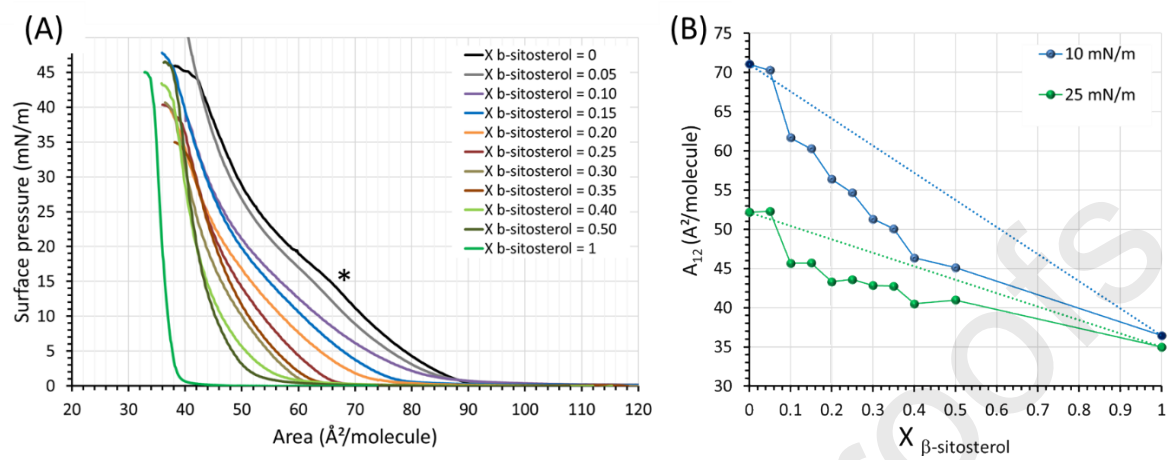 (A)
Surface pressure (mN/m)
45
40
35
30
25
20
15
10
5
0
*
X b-sitosterol = 0
X b-sitosterol = 0.05
X b-sitosterol = 0.10
X b-sitosterol = 0.15
X b-sitosterol = 0.20
X b-sitosterol = 0.25
X b-sitosterol = 0.30
X b-sitosterol = 0.35
X b-sitosterol = 0.40
X b-sitosterol = 0.50
X b-sitosterol = 1
20 30 40 50 60 70 80 90 100 110 120
Area (Å²/molecule)
(B)
A₁₂ (A²/molecule)
75
70
65
60
55
50
45
40
35
30
10 mN/m
25 mN/m
0 0.1 0.2 0.3 0.4 0.5 0.6 0.7 0.8 0.9 1
X β-sitosterol
oofs